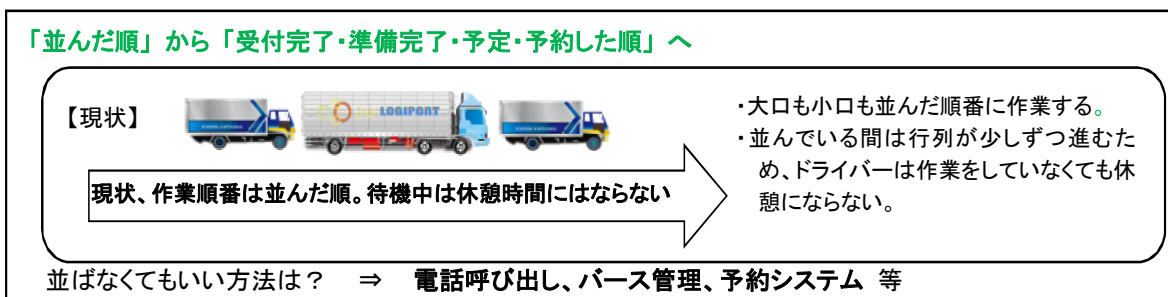 「並んだ順」 から 「受付完了・準備完了・予定・予約した順」 へ
【現状】
LOGIPORT
・大口も小口も並んだ順番に作業する。
・並んでいる間は行列が少しずつ進むた
め、ドライバーは作業をしていなくても休
憩にならない。
現状、作業順番は並んだ順。待機中は休憩時間にはならない
並ばなくてもいい方法は？ ⇒ 電話呼び出し、バース管理、予約システム 等